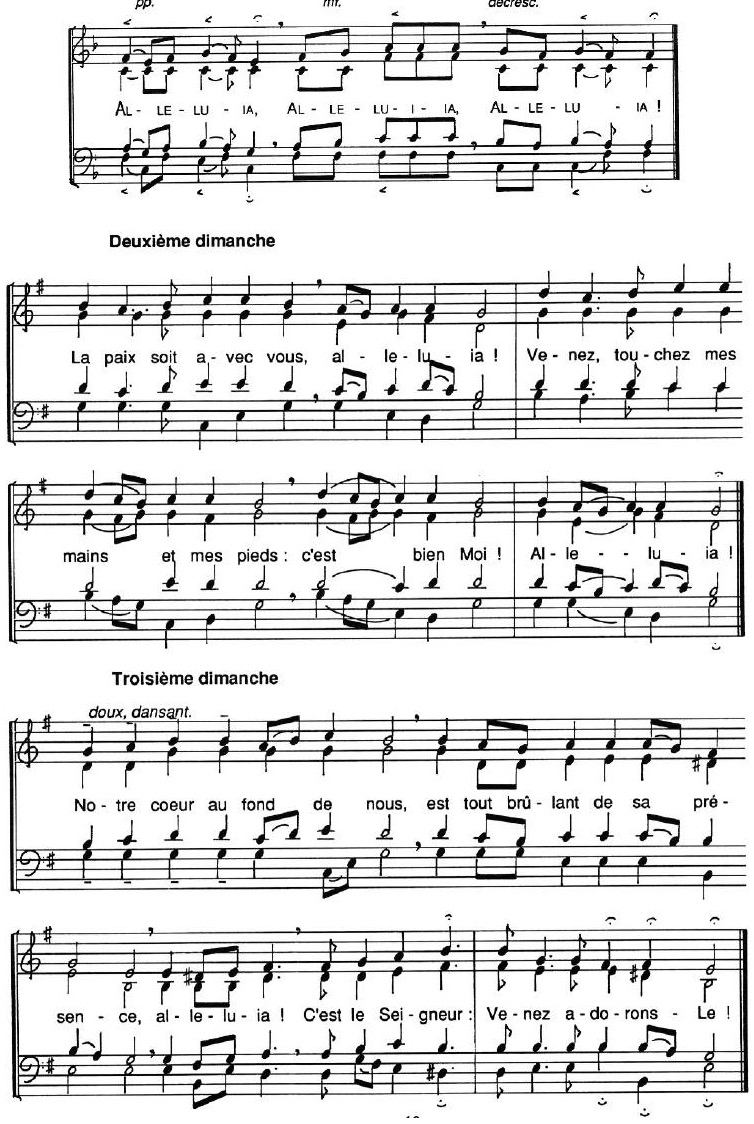 pp. mf. decresc.
AL - LE - LU - IA, AL - LE - LU - I - IA, AL - LE - LU - IA !
Deuxième dimanche
La paix soit a - vec vous, al - le - lu - ia ! Ve - nez, tou - chez mes
mains et mes pieds : c'est bien Moi ! Al - le - - lu - ia !
Troisième dimanche
doux, dansant.
No - tre coeur au fond de nous, est tout brû - lant de sa pré -
sen - ce, al - le - lu - ia ! C'est le Sei - gneur : Ve - nez a - do - rons - Le !